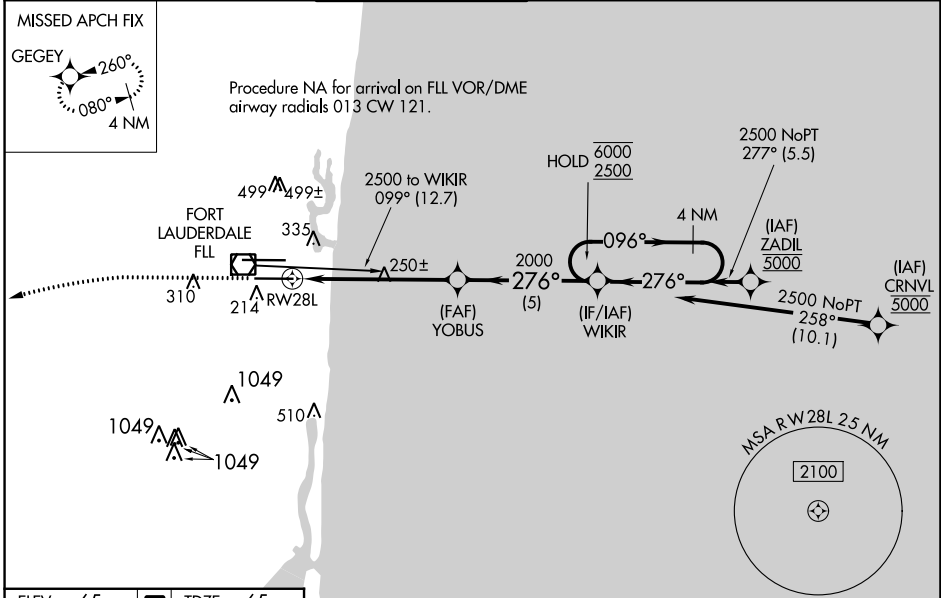 MISSED APCH FIX
GEGEY
260°
080°
4 NM
Procedure NA for arrival on FLL VOR/DME
airway radials 013 CW 121.
2500 NoPT
277° (5.5)
HOLD 6000
2500
2500 to WIKIR
099° (12.7)
499 499±
4 NM
FORT
LAUDERDALE
FLL
335
096°
(IAF)
ZADIL
5000
250±
2000
276°
(5)
276°
(IAF)
CRNVL
5000
310
214
RW28L
(FAF)
YOBUS
(IF/IAF)
WIKIR
2500 NoPT
258°
(10.1)
1049
510
1049
1049
MSA RW28L 25 NM
2100